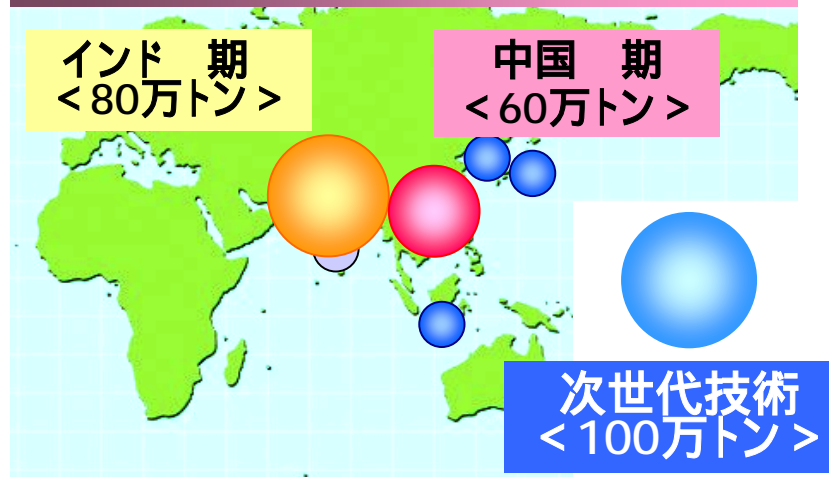 インド　期
<80万トン>
中国　期
<60万トン>
次世代技術
<100万トン>